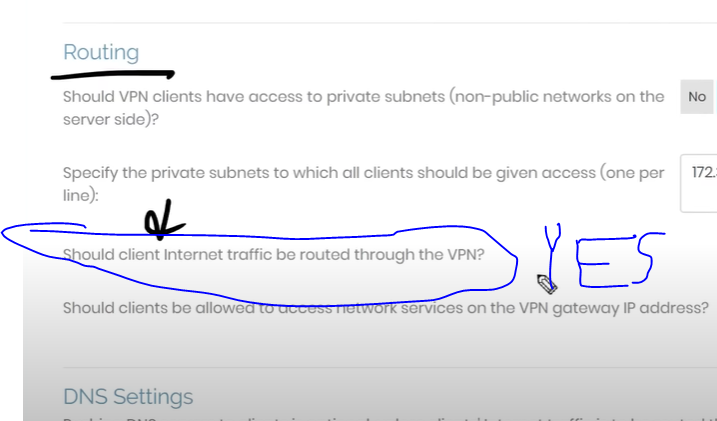 Routing
Should VPN clients have access to private subnets (non-public networks on the
No
server side)?
Specify the private subnets to which all clients should be given access (one per
172.
line):
Should client Internet traffic be routed through the VPN?
YES
Should clients be allowed to access network services on the VPN gateway IP address?
DNS Settings